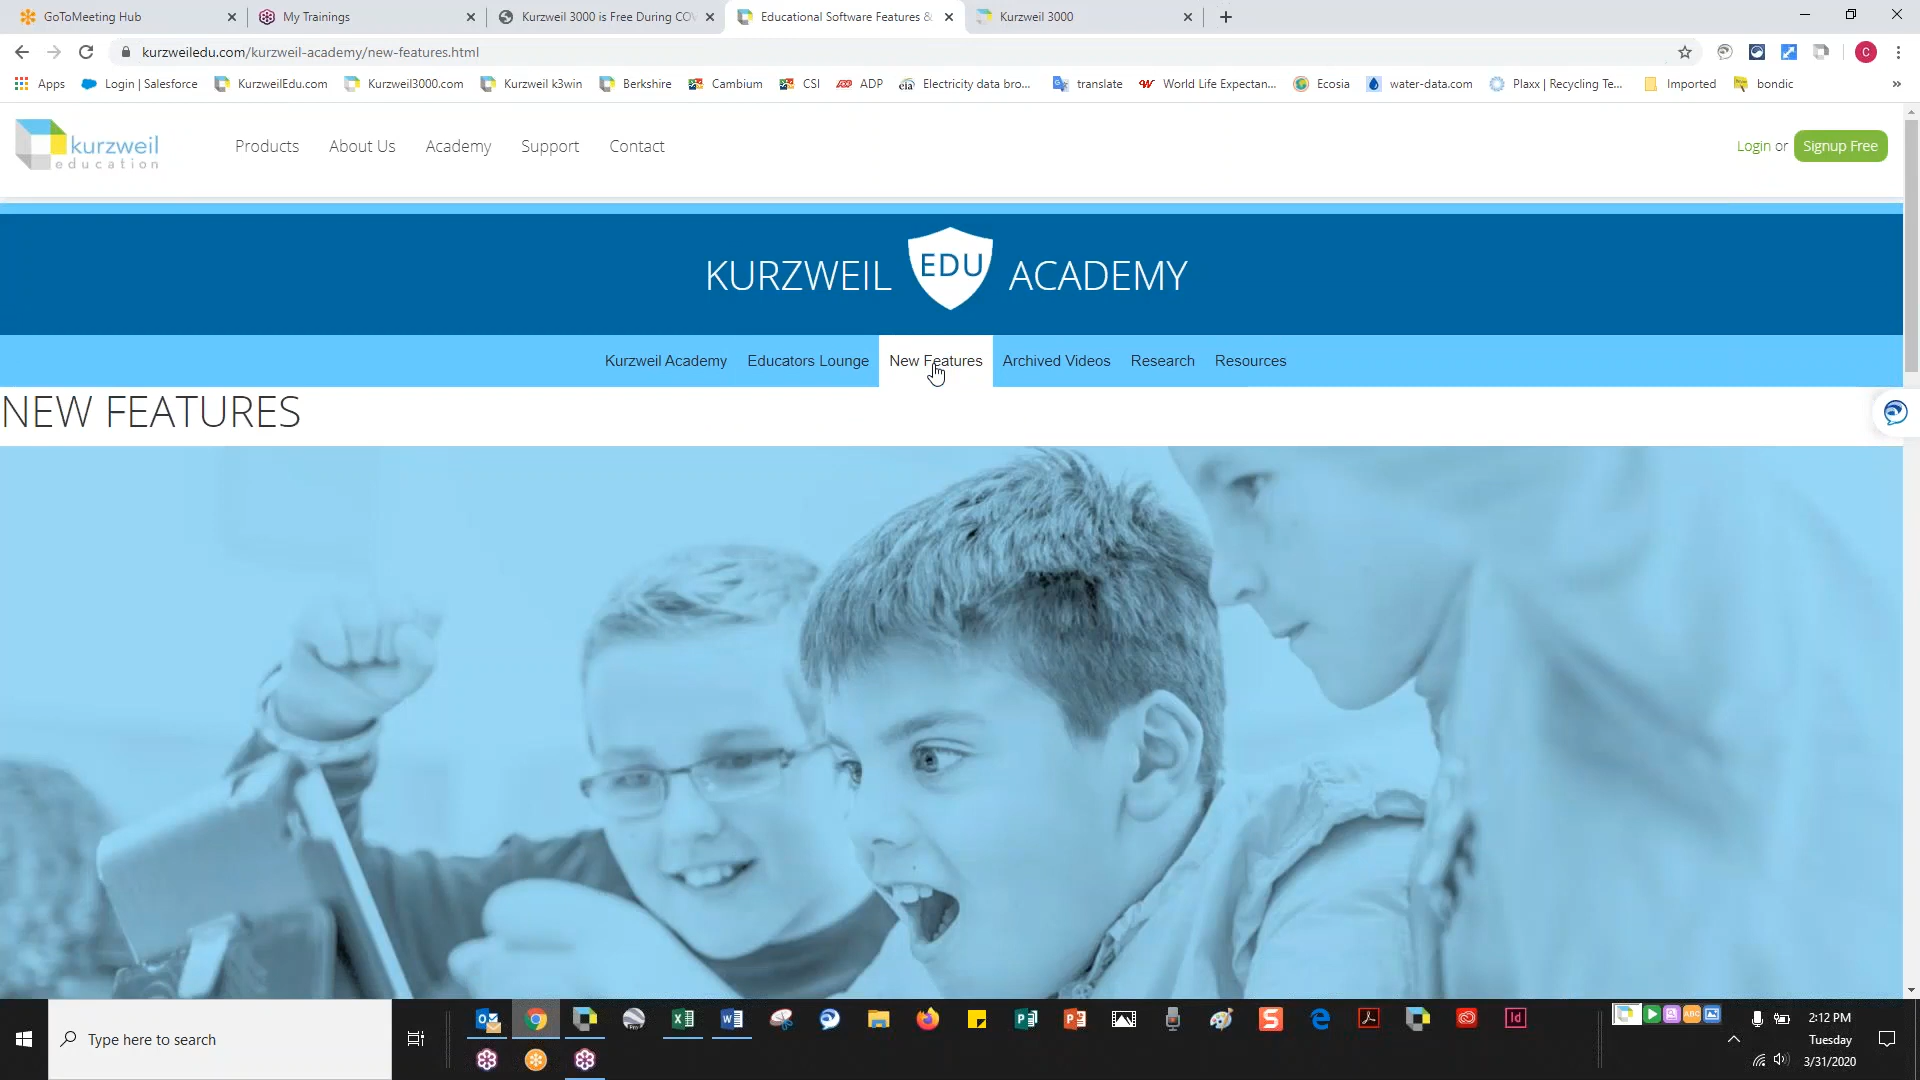 GoToMeeting Hub
My Trainings
Kurzweil 3000 is Free During CO
Educational Software Features &
Kurzweil 3000
kurzweiledu.com/kurzweil-academy/new-features.html
C
Apps
Login | Salesforce
KurzweilEdu.com
Kurzweil3000.com
Kurzweil k3win
Berkshire
Cambium
CSI
ADP
eia Electricity data bro...
translate
World Life Expectan...
Ecosia
water-data.com
Plaxx | Recycling Te...
Imported
bondic
kurzweil
education
Products
About Us
Academy
Support
Contact
Login or Signup Free
KURZWEIL EDU ACADEMY
Kurzweil Academy
Educators Lounge
New Features
Archived Videos
Research
Resources
NEW FEATURES
Type here to search
2:12 PM
Tuesday
3/31/2020